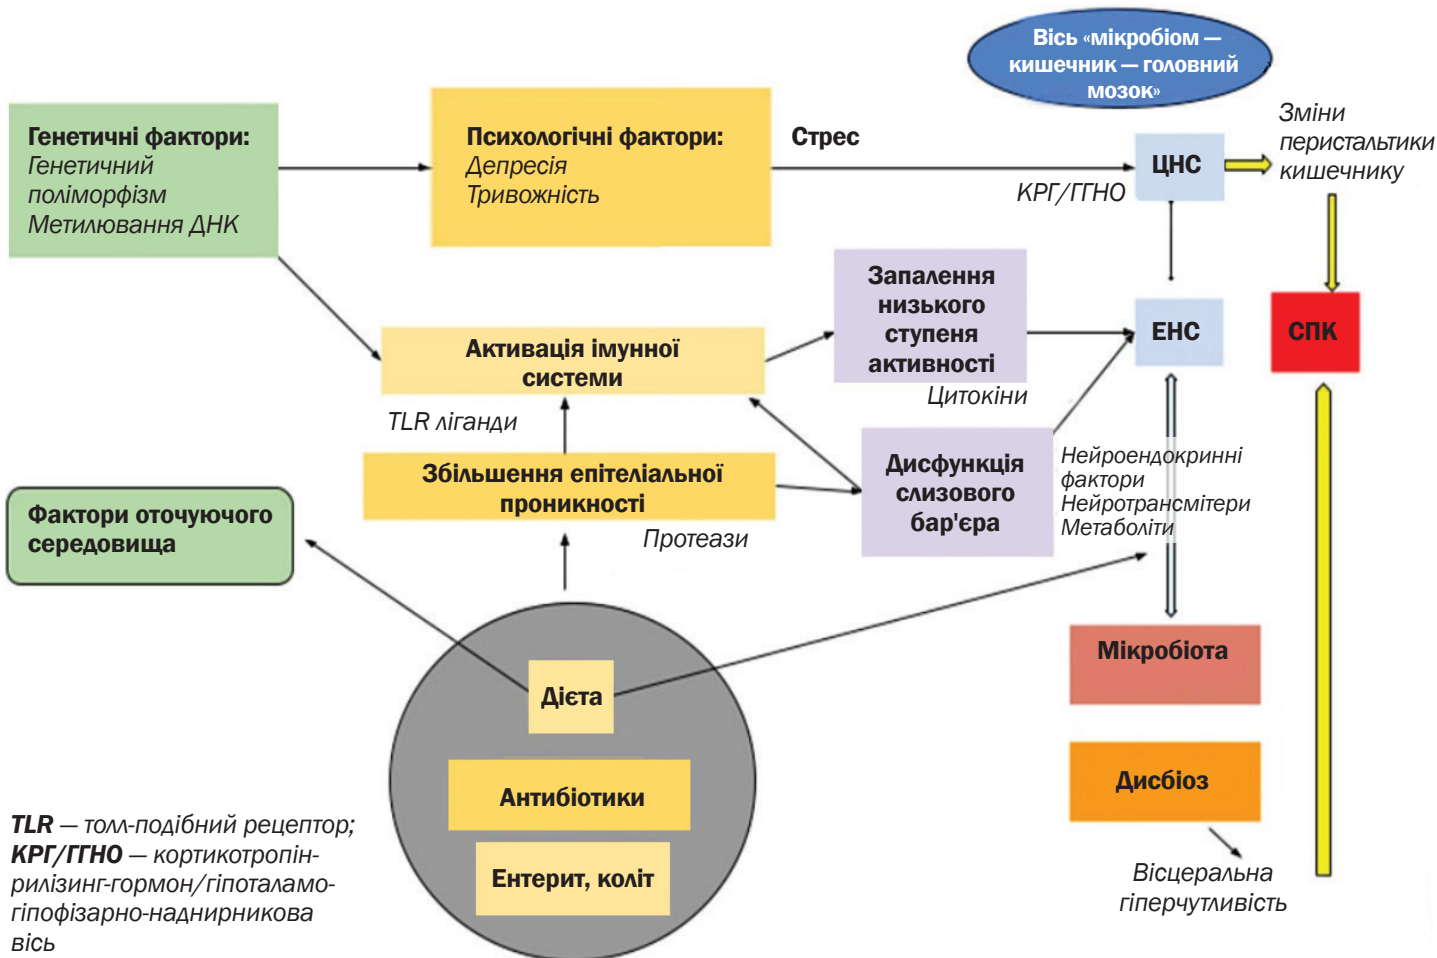 Вісь «мікробіом —
кишечник — головний
мозок»
Генетичні фактори:
Генетичний
поліморфізм
Метилювання ДНК
Психологічні фактори:
Депресія
Тривожність
Стрес
КРГ/ГГНО
ЦНС
Зміни
перистальтики
кишечнику
Запалення
низького
ступеня
активності
Цитокіни
ЕНС
СПК
Активація імунної
системи
TLR ліганди
Збільшення епітеліальної
проникності
Протеази
Дисфункція
слизового
бар'єра
Нейроендокринні
фактори
Нейротрансмітери
Метаболіти
Фактори оточуючого
середовища
Дієта
Антибіотики
Ентерит, коліт
Мікробіота
Дисбіоз
Вісцеральна
гіперчутливість
TLR — толл-подібний рецептор;
КРГ/ГГНО — кортикотропін-
рилізинг-гормон/гіпоталамо-
гіпофізарно-наднирникова
вісь